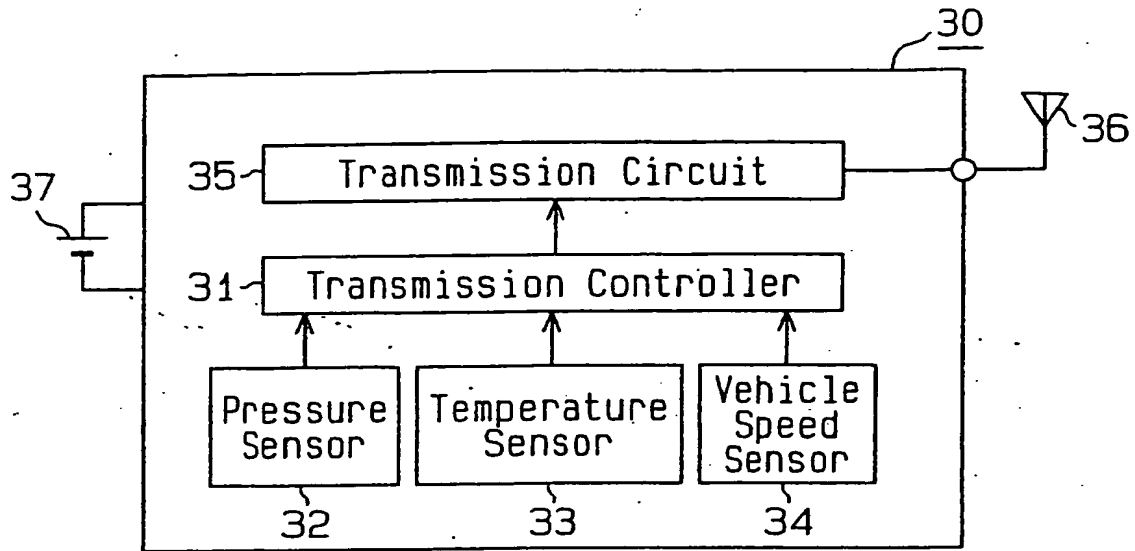 30
36
35
Transmission Circuit
37
31
Transmission Controller
Pressure
Sensor
Temperature
Sensor
Vehicle
Speed
Sensor
32
33
34